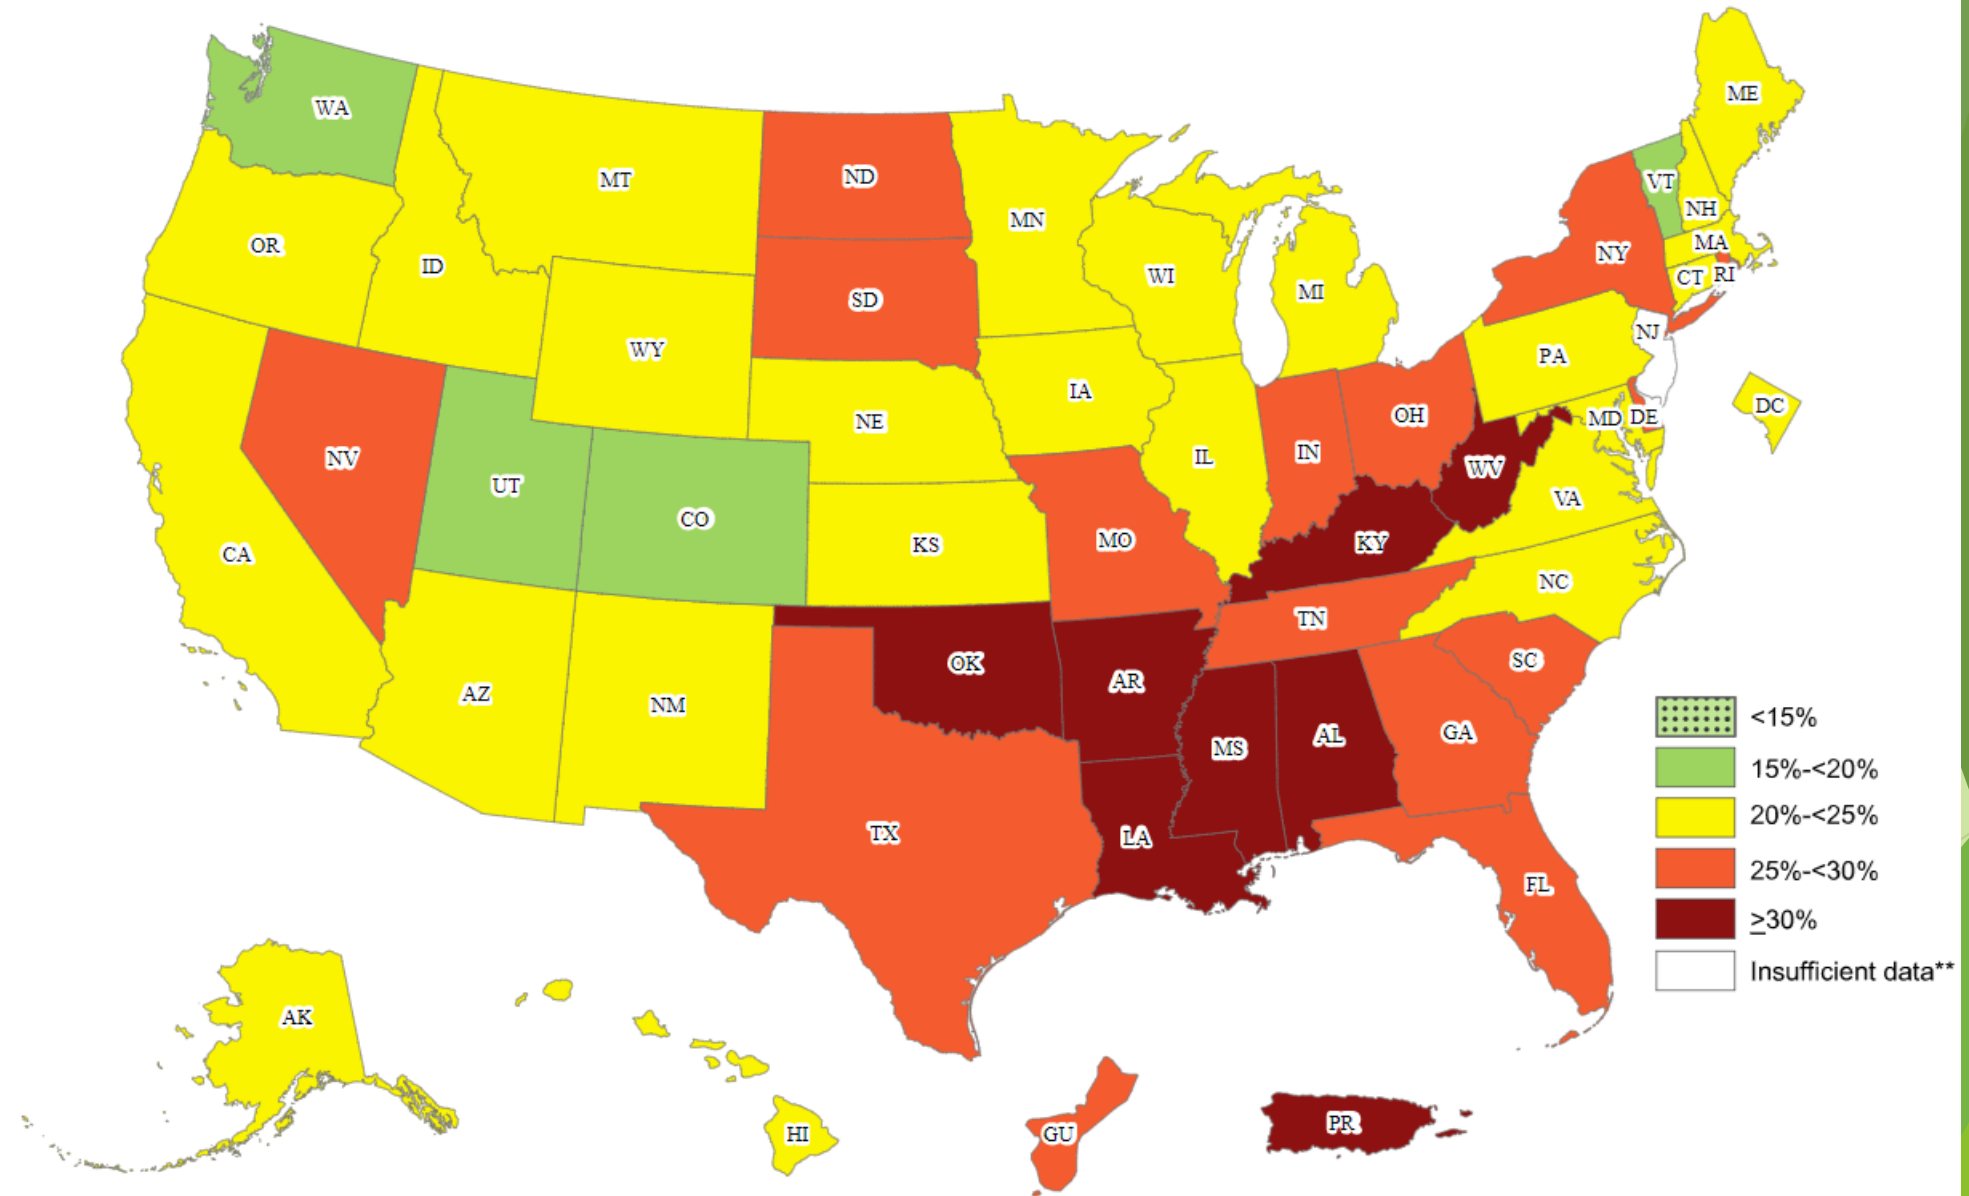 WA
MT
ND
MN
ME
VT
NH
OR
ID
SD
WI
MI
NY
MA
CT
RI
WY
NJ
PA
IA
NE
NV
UT
CO
IL
IN
OH
MD
DE
DC
WV
VA
CA
KS
MO
KY
NC
TN
AZ
NM
OK
AR
SC
MS
AL
GA
TX
LA
FL
<15%
15%-<20%
20%-<25%
25%-<30%
≥30%
Insufficient data**
AK
HI
GU
PR